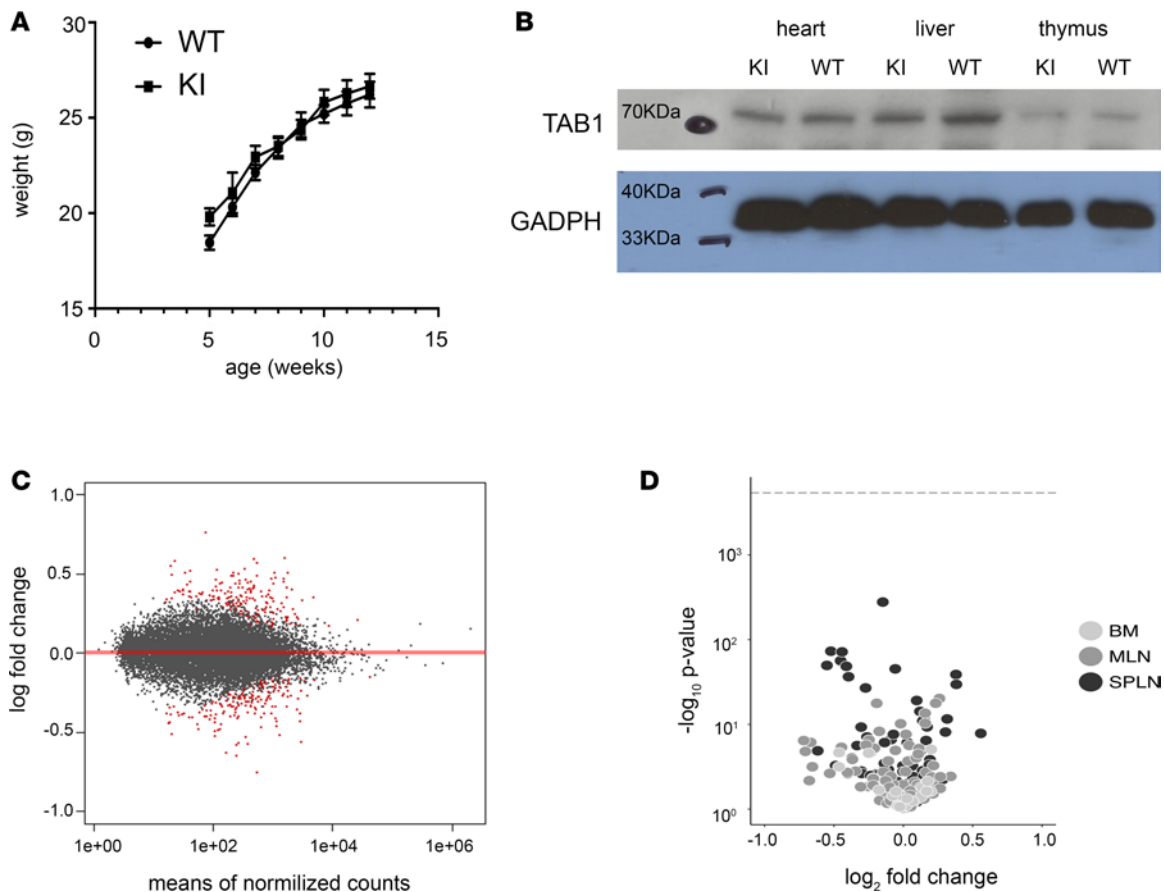 A
WT
KI
30
25
20
15
weight (g)
0
5
10
15
age (weeks)
B
heart liver thymus
KI WT KI WT KI WT
TAB1
70KDa
GADPH
40KDa
33KDa
C
1.0
0.5
0.0
-0.5
-1.0
log fold change
1e+00 1e+02 1e+04 1e+06
means of normilized counts
D
10³
10²
10¹
10⁰
-log₁₀ p-value
-1.0 -0.5 0.0 0.5 1.0
log₂ fold change
BM
MLN
SPLN